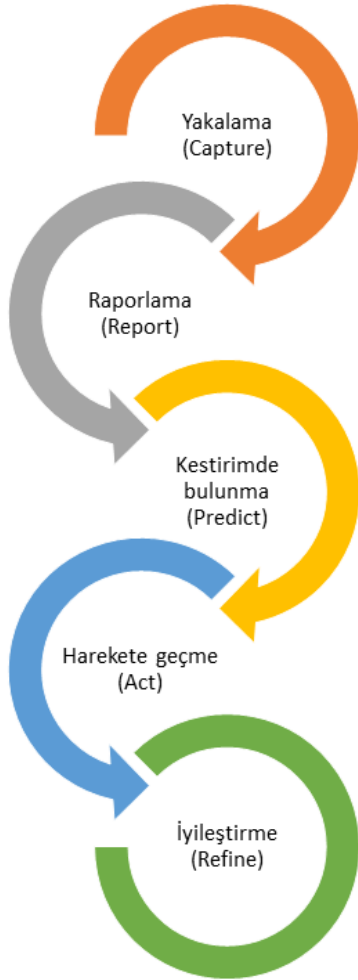 Yakalama
(Capture)
Raporlama
(Report)
Kestirimde
bulunma
(Predict)
Harekete geçme
(Act)
İyileştirme
(Refine)